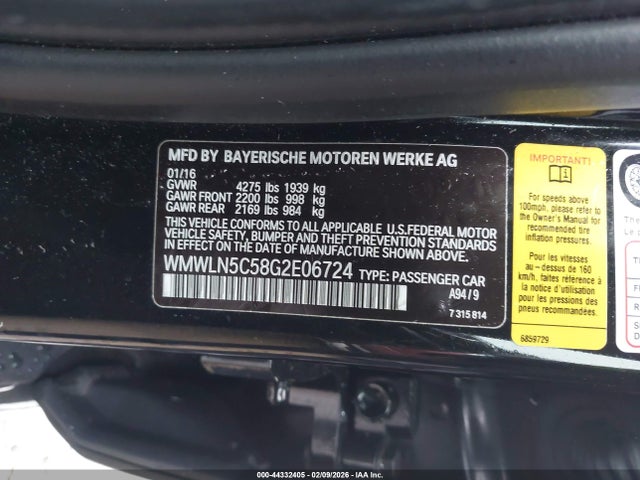 MFD BY BAYERISCHE MOTOREN WERKE AG
01/16
GVWR 4275 lbs 1939 kg
GAWR FRONT 2200 lbs 998 kg
GAWR REAR 2169 lbs 984 kg
THIS VEHICLE CONFORMS TO ALL APPLICABLE U.S.FEDERAL MOTOR
VEHICLE SAFETY, BUMPER, AND THEFT PREVENTION STANDARDS IN
EFFECT ON THE DATE OF MANUFACTURE SHOWN ABOVE.
WMWLN5C58G2E06724 TYPE: PASSENGER CAR
A94/9
7 315 814
IMPORTANT!
For speeds above
100mph, please refer to
the Owner's Manual for
recommended
tire pressures.
Pour les vitesses
au-dessus de 160
km/h, faites référence à
la notice d'utilisation
pour les pressions des
pneus recommandées.
6859729
000-44332405 - 02/09/2026 - IAA Inc.